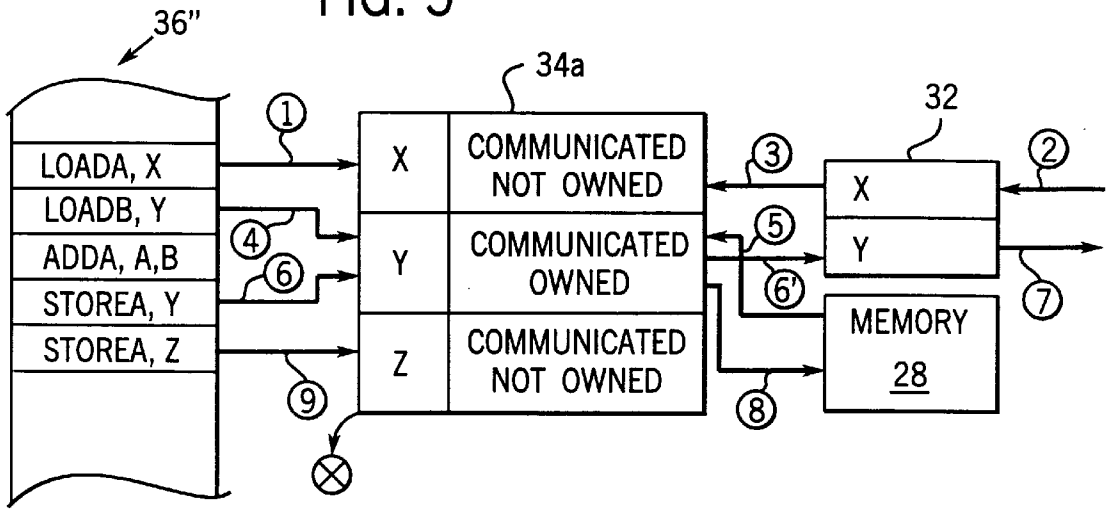 FIG. 5
36"
34a
32
LOADA, X
LOADB, Y
ADDA, A,B
STOREA, Y
STOREA, Z
1
4
6
9
X
COMMUNICATED
NOT OWNED
Y
COMMUNICATED
OWNED
Z
COMMUNICATED
NOT OWNED
3
5
6'
8
X
Y
2
7
MEMORY
28